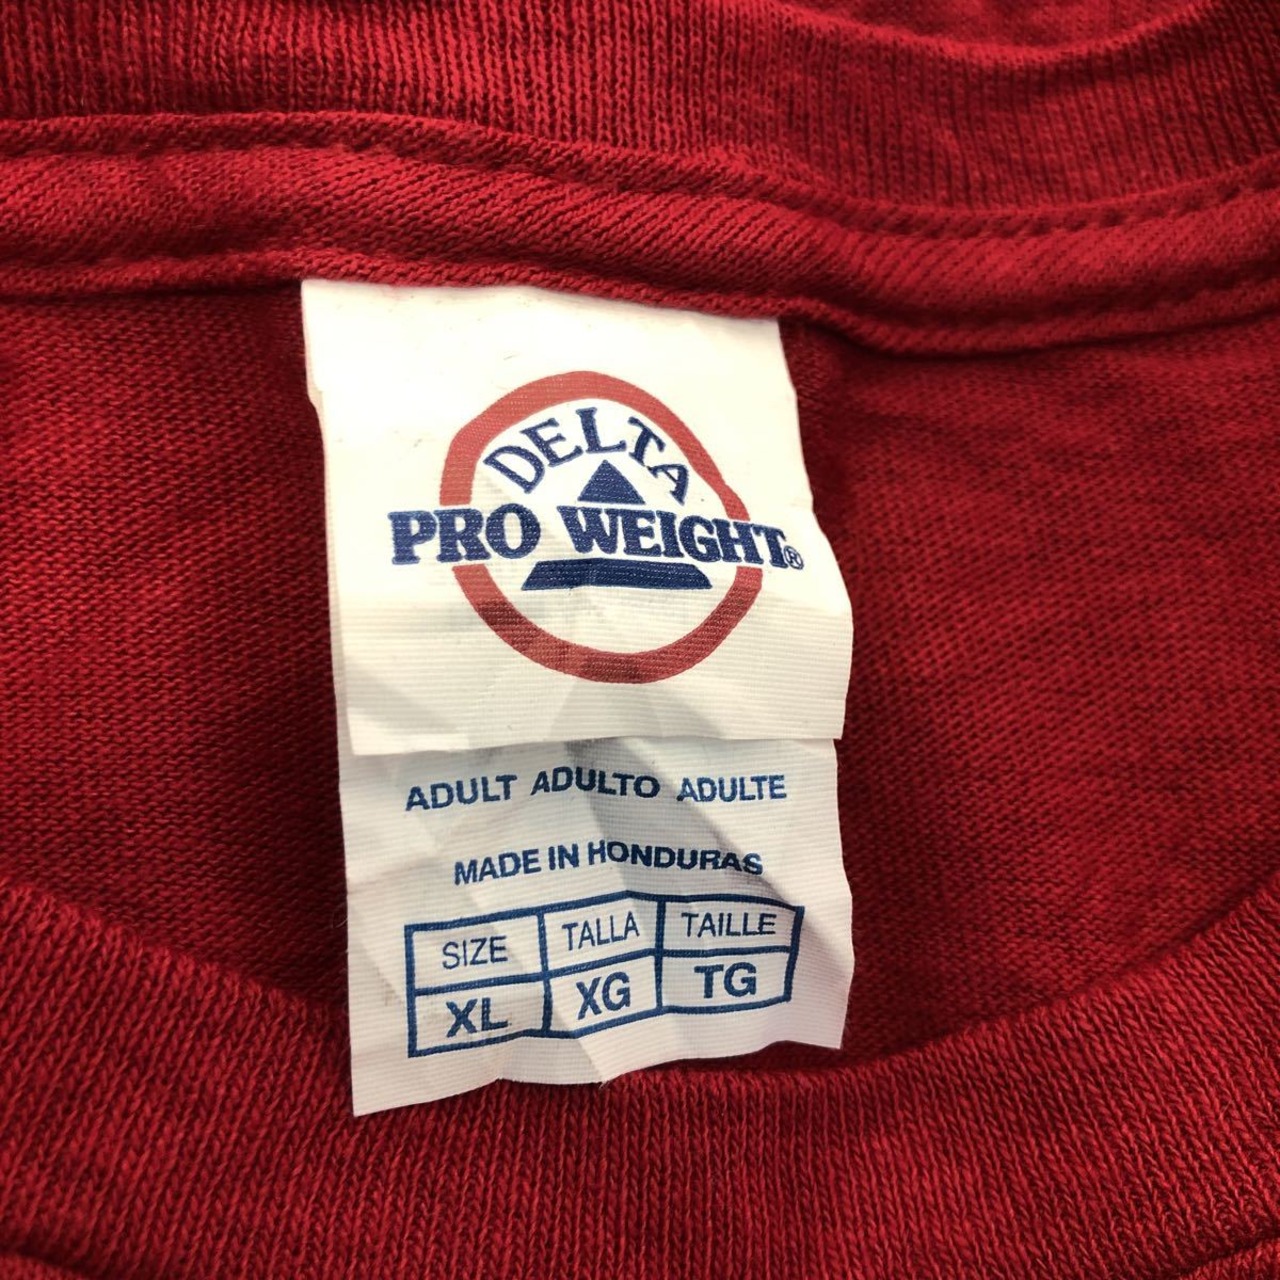 DELTA
PRO WEIGHT®
ADULT ADULTO ADULTE
MADE IN HONDURAS
SIZE TALLA TAILLE
XL XG TG